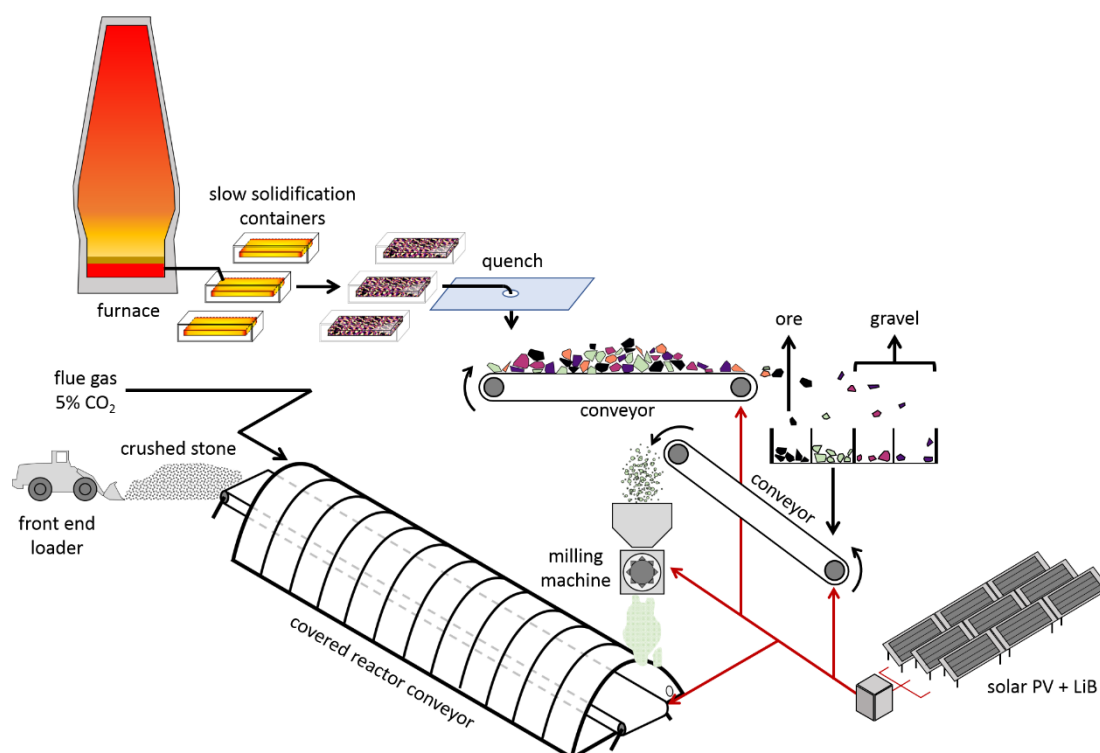 slow solidification
containers
quench
furnace
ore
gravel
flue gas
5% CO₂
conveyor
crushed stone
conveyor
front end
loader
milling
machine
covered reactor conveyor
solar PV + LiB